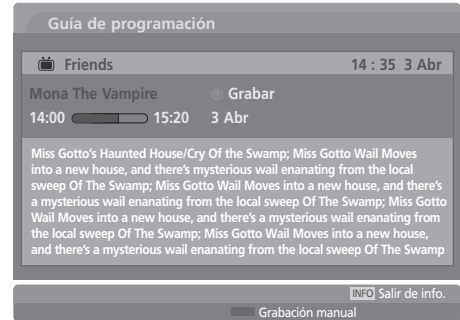 Guía de programación
Friends 14 : 35 3 Abr
Mona The Vampire Grabar
14:00 15:20 3 Abr
Miss Gotto's Haunted House/Cry Of the Swamp; Miss Gotto Wail Moves
into a new house, and there's mysterious wail enanating from the local
sweep Of The Swamp; Miss Gotto Wail Moves into a new house, and there's
a mysterious wail enanating from the local sweep Of The Swamp; Miss Gotto
Wail Moves into a new house, and there's a mysterious wail enanating from
the local sweep Of The Swamp; Miss Gotto Wail Moves into a new house,
and there's a mysterious wail enanating from the local sweep Of The Swamp
INFO Salir de info.
Grabación manual